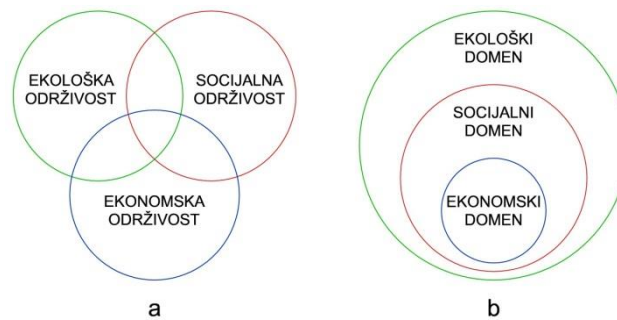 EKOLOŠKA
ODRŽIVOST
SOCIJALNA
ODRŽIVOST
EKONOMSKA
ODRŽIVOST
a
EKOLOŠKI
DOMEN
SOCIJALNI
DOMEN
EKONOMSKI
DOMEN
b